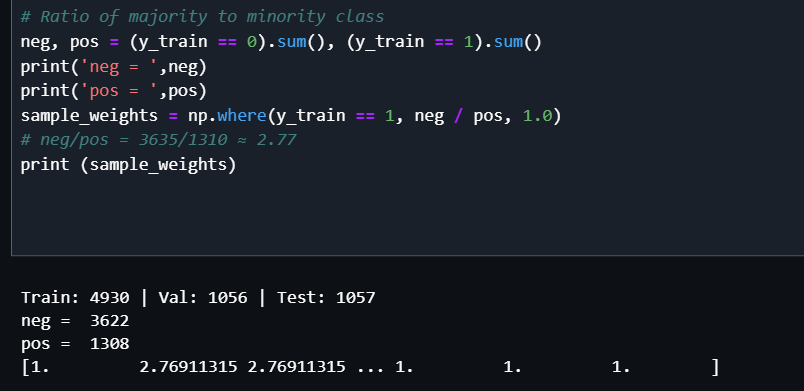 # Ratio of majority to minority class
neg, pos = (y_train == 0).sum(), (y_train == 1).sum()
print('neg = ',neg)
print('pos = ',pos)
sample_weights = np.where(y_train == 1, neg / pos, 1.0)
# neg/pos = 3635/1310 ≈ 2.77
print (sample_weights)
Train: 4930 | Val: 1056 | Test: 1057
neg =  3622
pos =  1308
[1.         2.76911315 2.76911315 ... 1.         1.         1.        ]